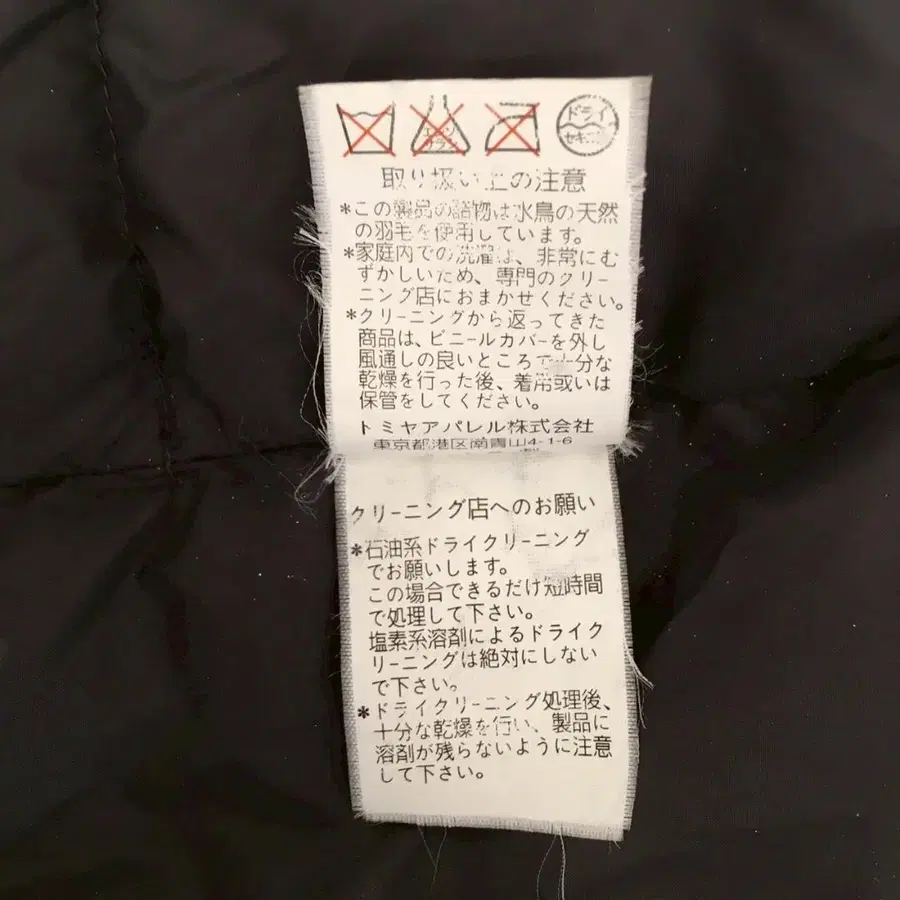 エンソ
サラシ
ドライ
セキユ系
取り扱い上の注意
*この製品の詰物は水鳥の天然
の羽毛を使用しています。
*家庭内での洗濯は、非常にむ
ずかしいため、専門のクリー
ニング店におまかせください。
*クリーニングから返ってきた
商品は、ビニールカバーを外し
風通しの良いところで十分な
乾燥を行った後、着用或いは
保管をしてください。
トミヤアパレル株式会社
東京都港区南青山4-1-6
クリーニング店へのお願い
*石油系ドライクリーニング
でお願いします。
この場合できるだけ短時間
で処理して下さい。
塩素系溶剤によるドライク
リーニングは絶対にしない
で下さい。
*ドライクリーニング処理後、
十分な乾燥を行い、製品に
溶剤が残らないように注意
して下さい。